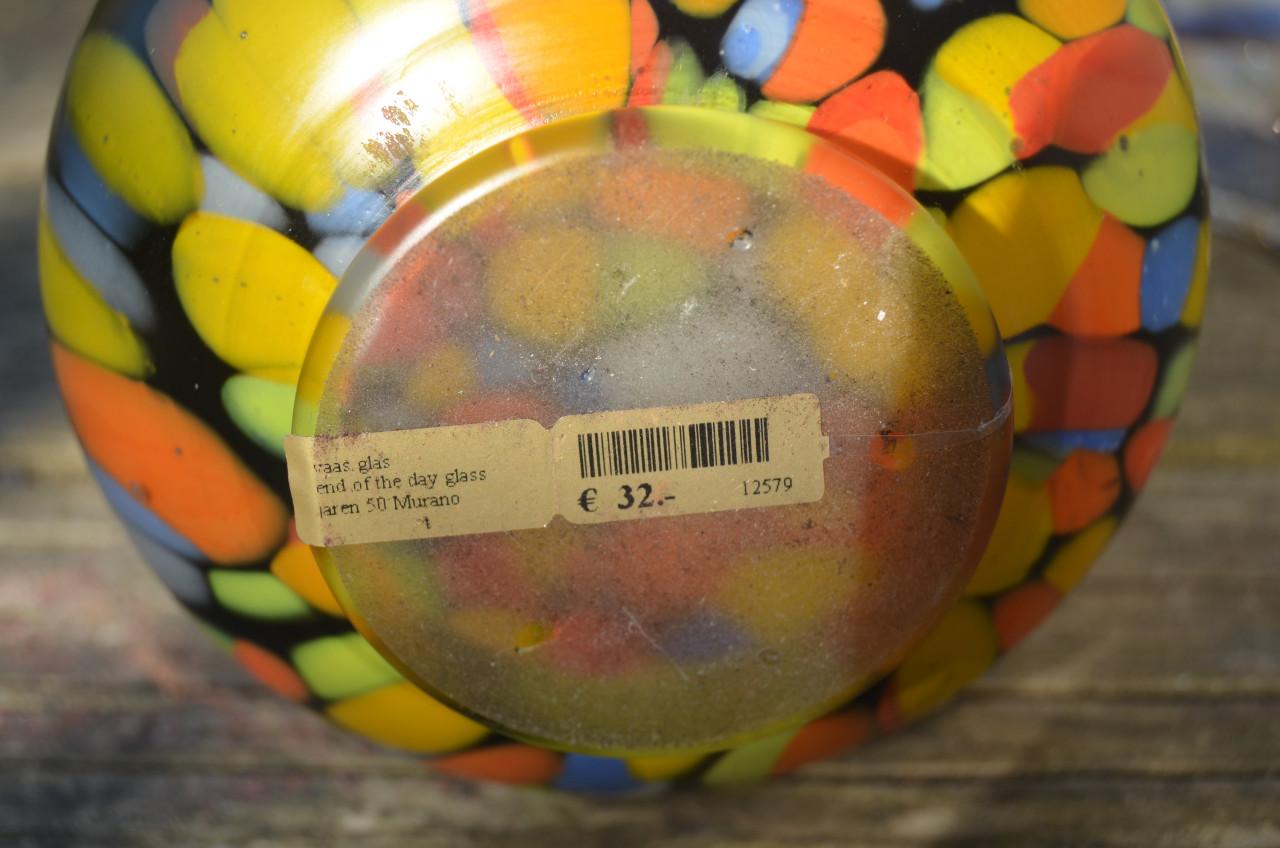 vaas glas
end of the day glass
jaren 50 Murano
€ 32.-
12579